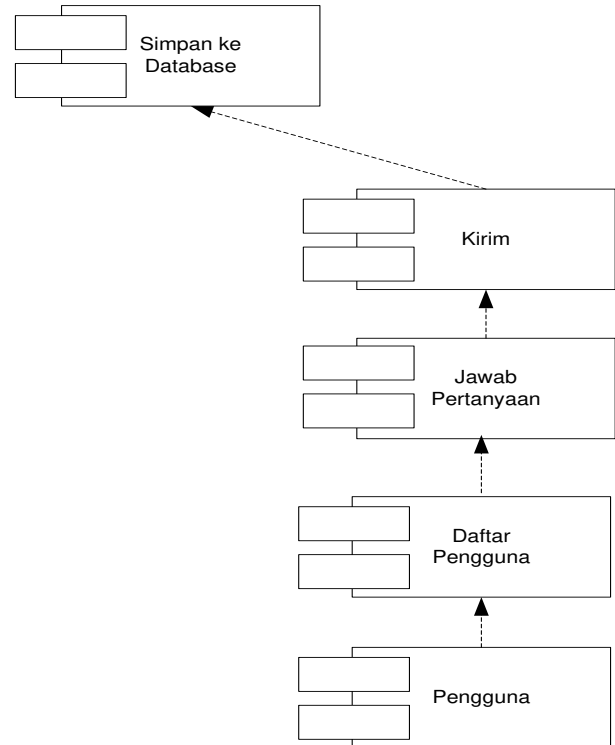 Simpan ke
Database
Kirim
Jawab
Pertanyaan
Daftar
Pengguna
Pengguna